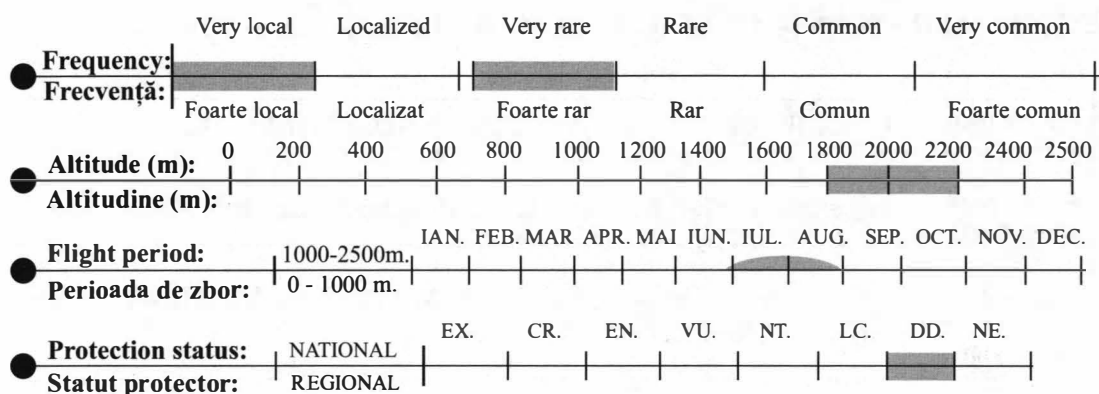 Very local Localized Very rare Rare Common Very common
Frequency:
Frecvență:
Foarte local Localizat Foarte rar Rar Comun Foarte comun
Altitude (m): 0 200 400 600 800 1000 1200 1400 1600 1800 2000 2200 2400 2500
Altitudine (m):
IAN. FEB. MAR APR. MAI IUN. IUL. AUG. SEP. OCT. NOV. DEC.
Flight period: 1000-2500m.
Perioada de zbor: 0 - 1000 m.
EX. CR. EN. VU. NT. LC. DD. NE.
Protection status: NATIONAL
Statut protector: REGIONAL